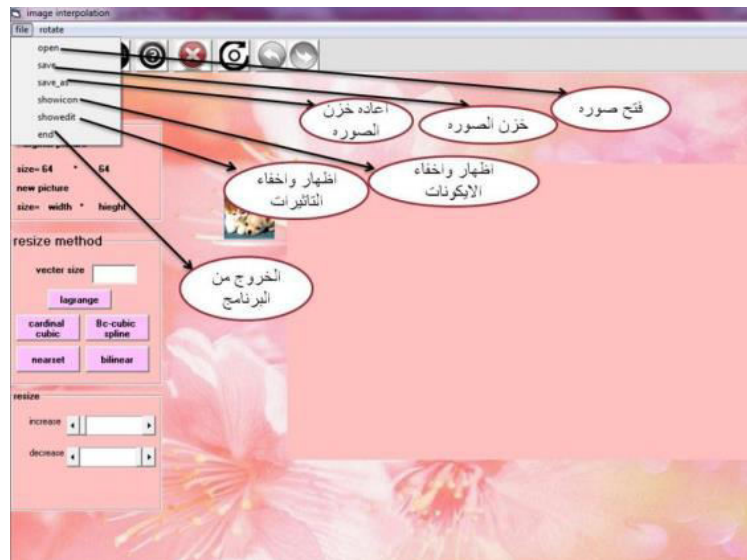 image interpolation
file rotate
open
save
save_as
showicon
showedit
end
فتح صوره
خزن الصوره
اعاده خزن
الصوره
اظهار واخفاء
الايكونات
اظهار واخفاء
التاثيرات
الخروج من
البرنامج
size= 64 * 64
new picture
size= width * hieght
resize method
vecter size
lagrange
cardinal
cubic
Bc-cubic
spline
nearset
bilinear
resize
increase
decrease